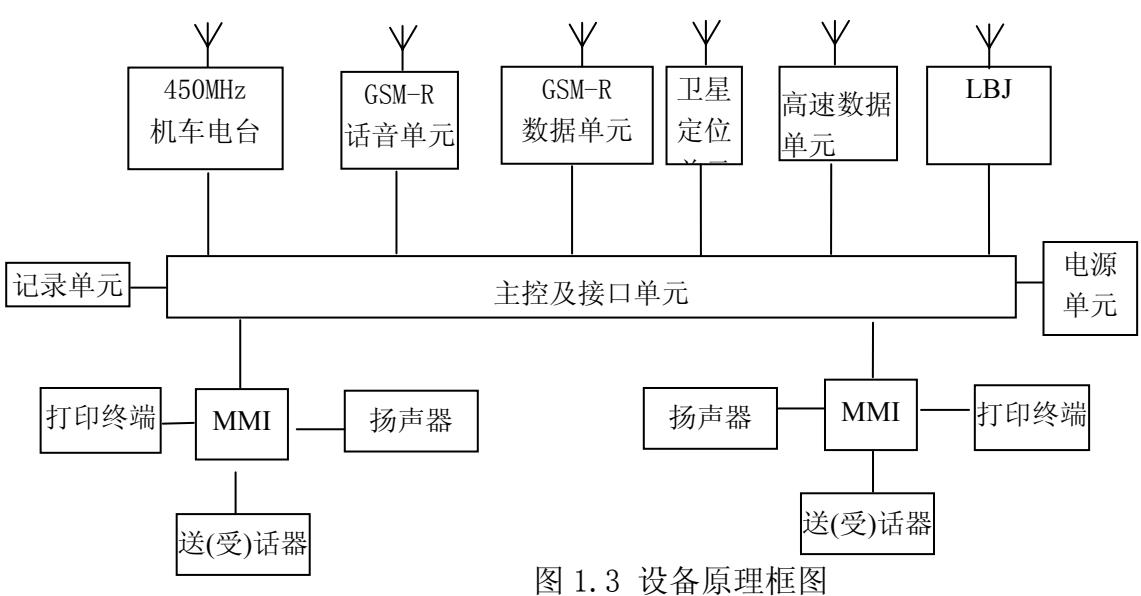 450MHz
机车电台
GSM-R
话音单元
GSM-R
数据单元
卫星
定位
高速数据
单元
LBJ
记录单元
主控及接口单元
电源
单元
打印终端
MMI
扬声器
送(受)话器
扬声器
MMI
打印终端
送(受)话器
图 1.3 设备原理框图